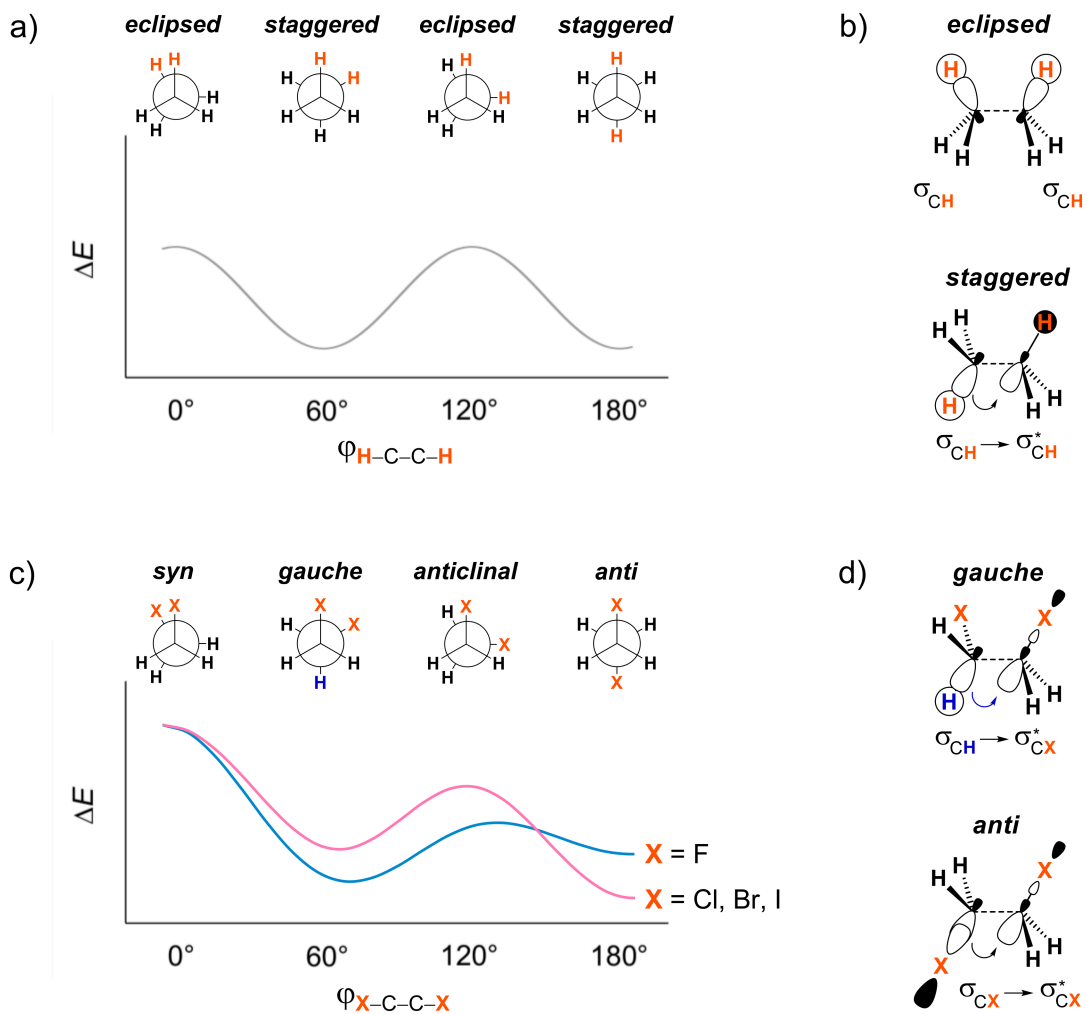 a)
eclipsed staggered eclipsed staggered
H H H H H H
H H H H H H
H H H H H H
H H H H H H
ΔE
0° 60° 120° 180°
φH–C–C–H
b)
eclipsed
H H
H H H H
σCH σCH
staggered
H H H
H H H
σCH → σ*CH
c)
syn gauche anticlinal anti
X X X X X X
H H H X H H
H H H H H H
H H H X
ΔE
X = F
X = Cl, Br, I
0° 60° 120° 180°
φX–C–C–X
d)
gauche
X X
H H
H H
σCH → σ*CX
anti
X
H H
H H
X
σCX → σ*CX